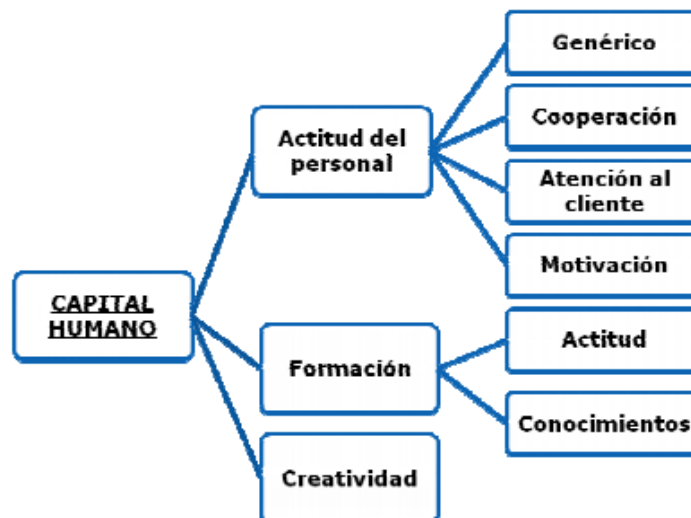 Genérico
Cooperación
Actitud del
personal
Atención al
cliente
Motivación
CAPITAL
HUMANO
Formación
Actitud
Conocimientos
Creatividad